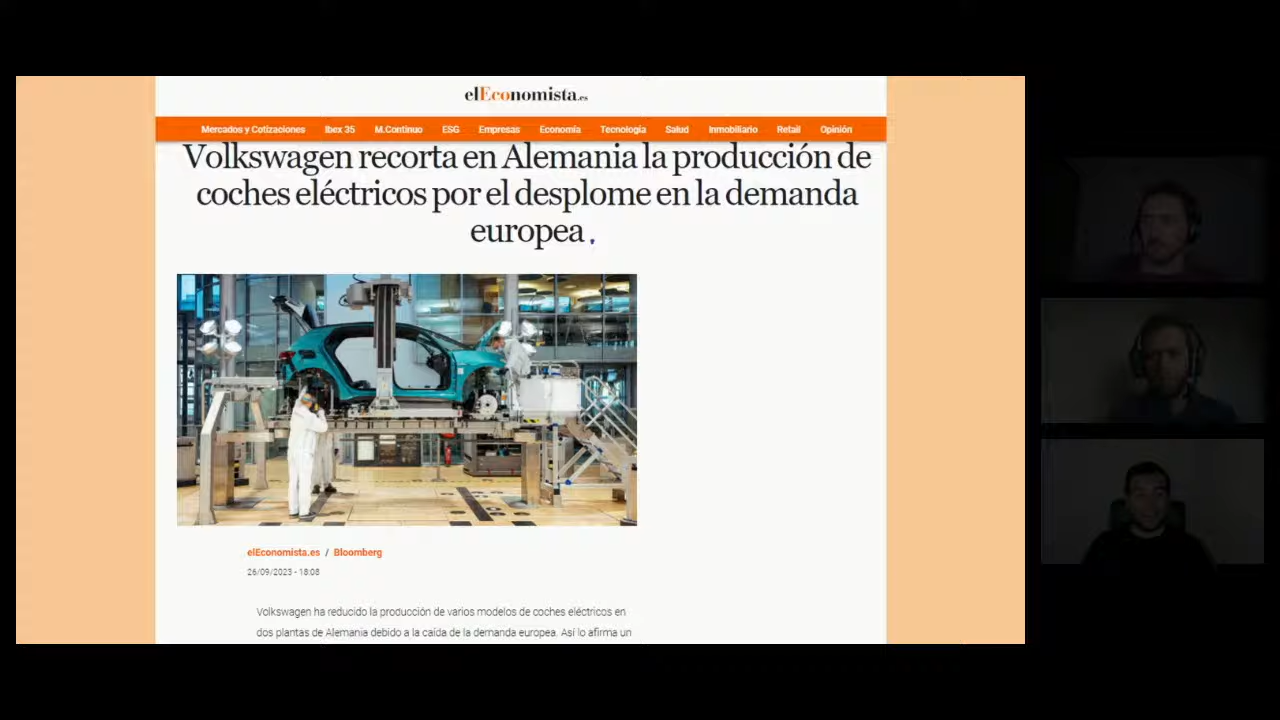 elEconomista.es
Mercados y Cotizaciones Ibex 35 M.Continuo ESG Empresas Economía Tecnología Salud Inmobiliario Retail Opinión
Volkswagen recorta en Alemania la producción de
coches eléctricos por el desplome en la demanda
europea
elEconomista.es / Bloomberg
26/09/2023 - 18:08
Volkswagen ha reducido la producción de varios modelos de coches eléctricos en
dos plantas de Alemania debido a la caída de la demanda europea. Así lo afirma un